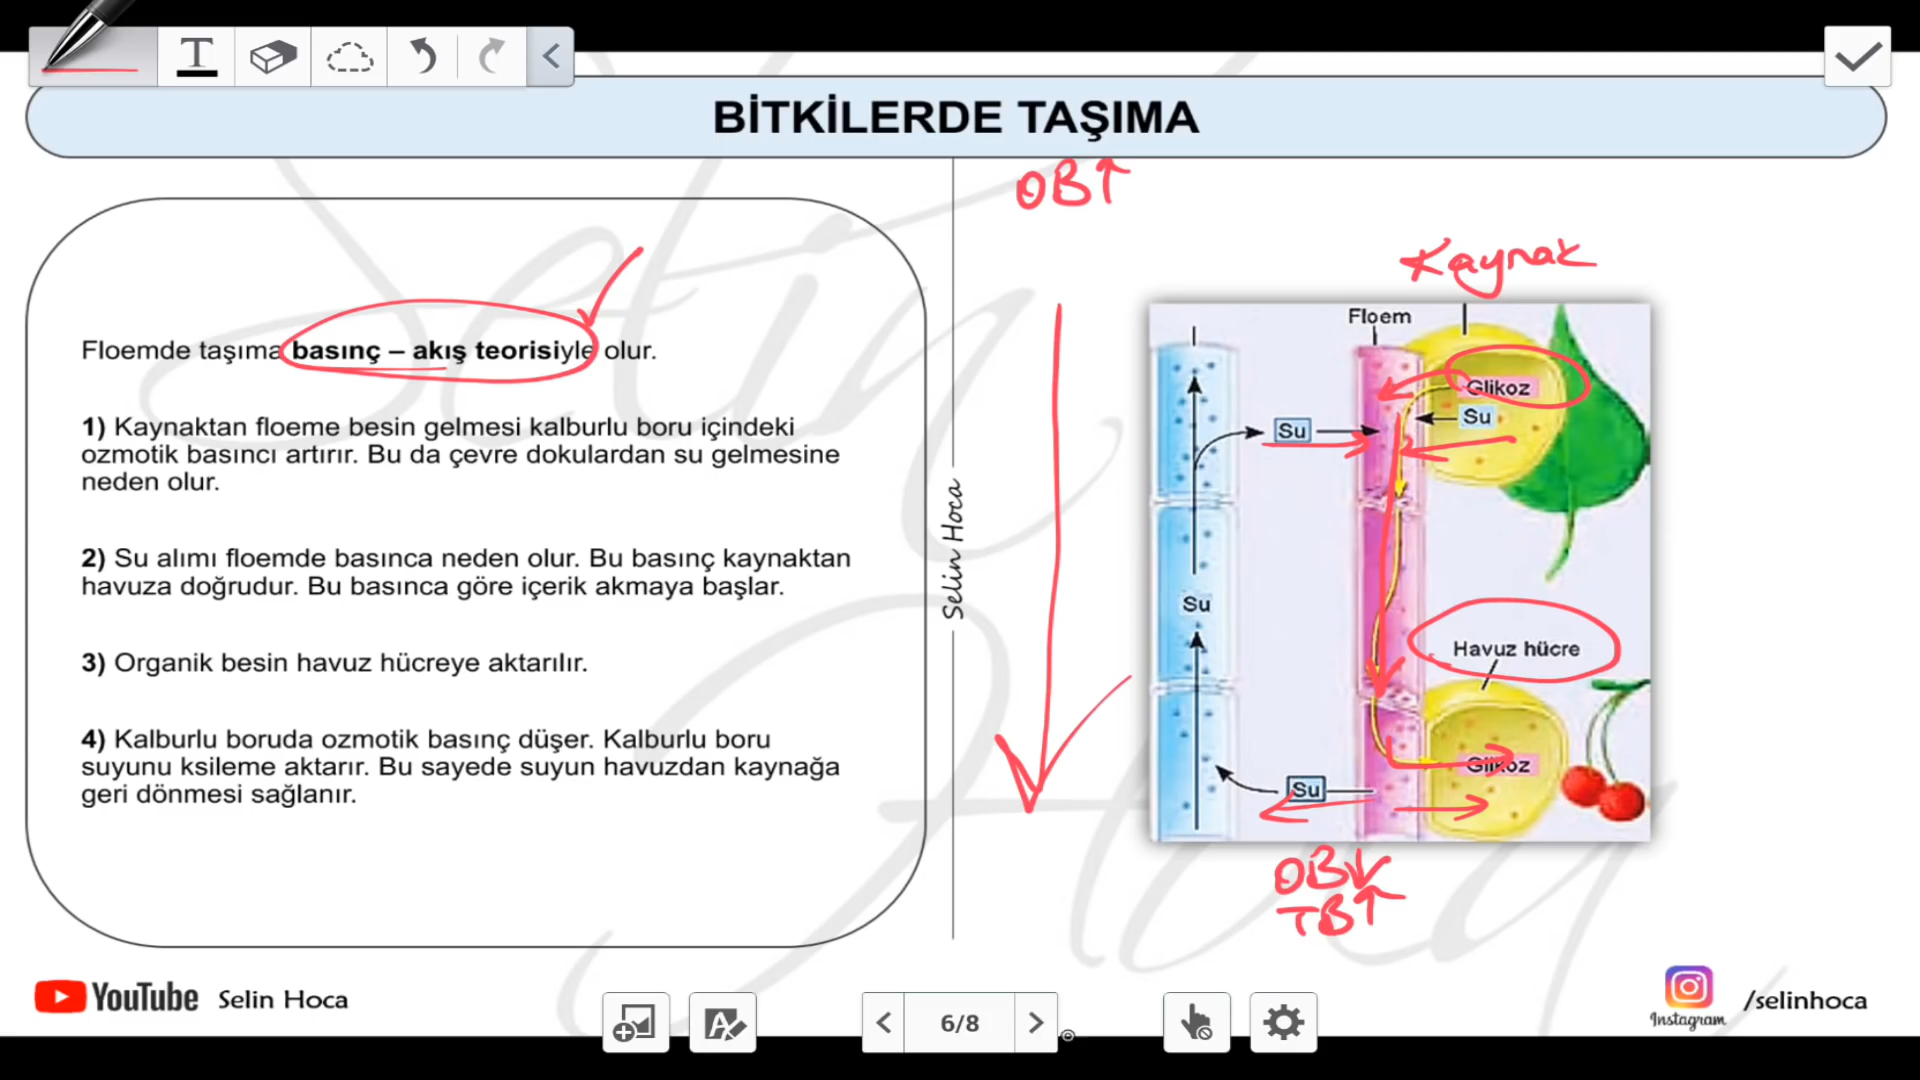 BİTKİLERDE TAŞIMA
OB↑
Floemde taşıma basınç – akış teorisiyle olur.
1) Kaynaktan floeme besin gelmesi kalburlu boru içindeki
ozmotik basıncı artırır. Bu da çevre dokulardan su gelmesine
neden olur.
2) Su alımı floemde basınca neden olur. Bu basınç kaynaktan
havuza doğrudur. Bu basınca göre içerik akmaya başlar.
3) Organik besin havuz hücreye aktarılır.
4) Kalburlu boruda ozmotik basınç düşer. Kalburlu boru
suyunu ksileme aktarır. Bu sayede suyun havuzdan kaynağa
geri dönmesi sağlanır.
Selin Hoca
Kaynak
Floem
Glikoz
Su
Su
Su
Havuz hücre
Glikoz
Su
OB↓
TB↑
YouTube Selin Hoca
T
A
6/8
Instagram /selinhoca
Selin Hoca